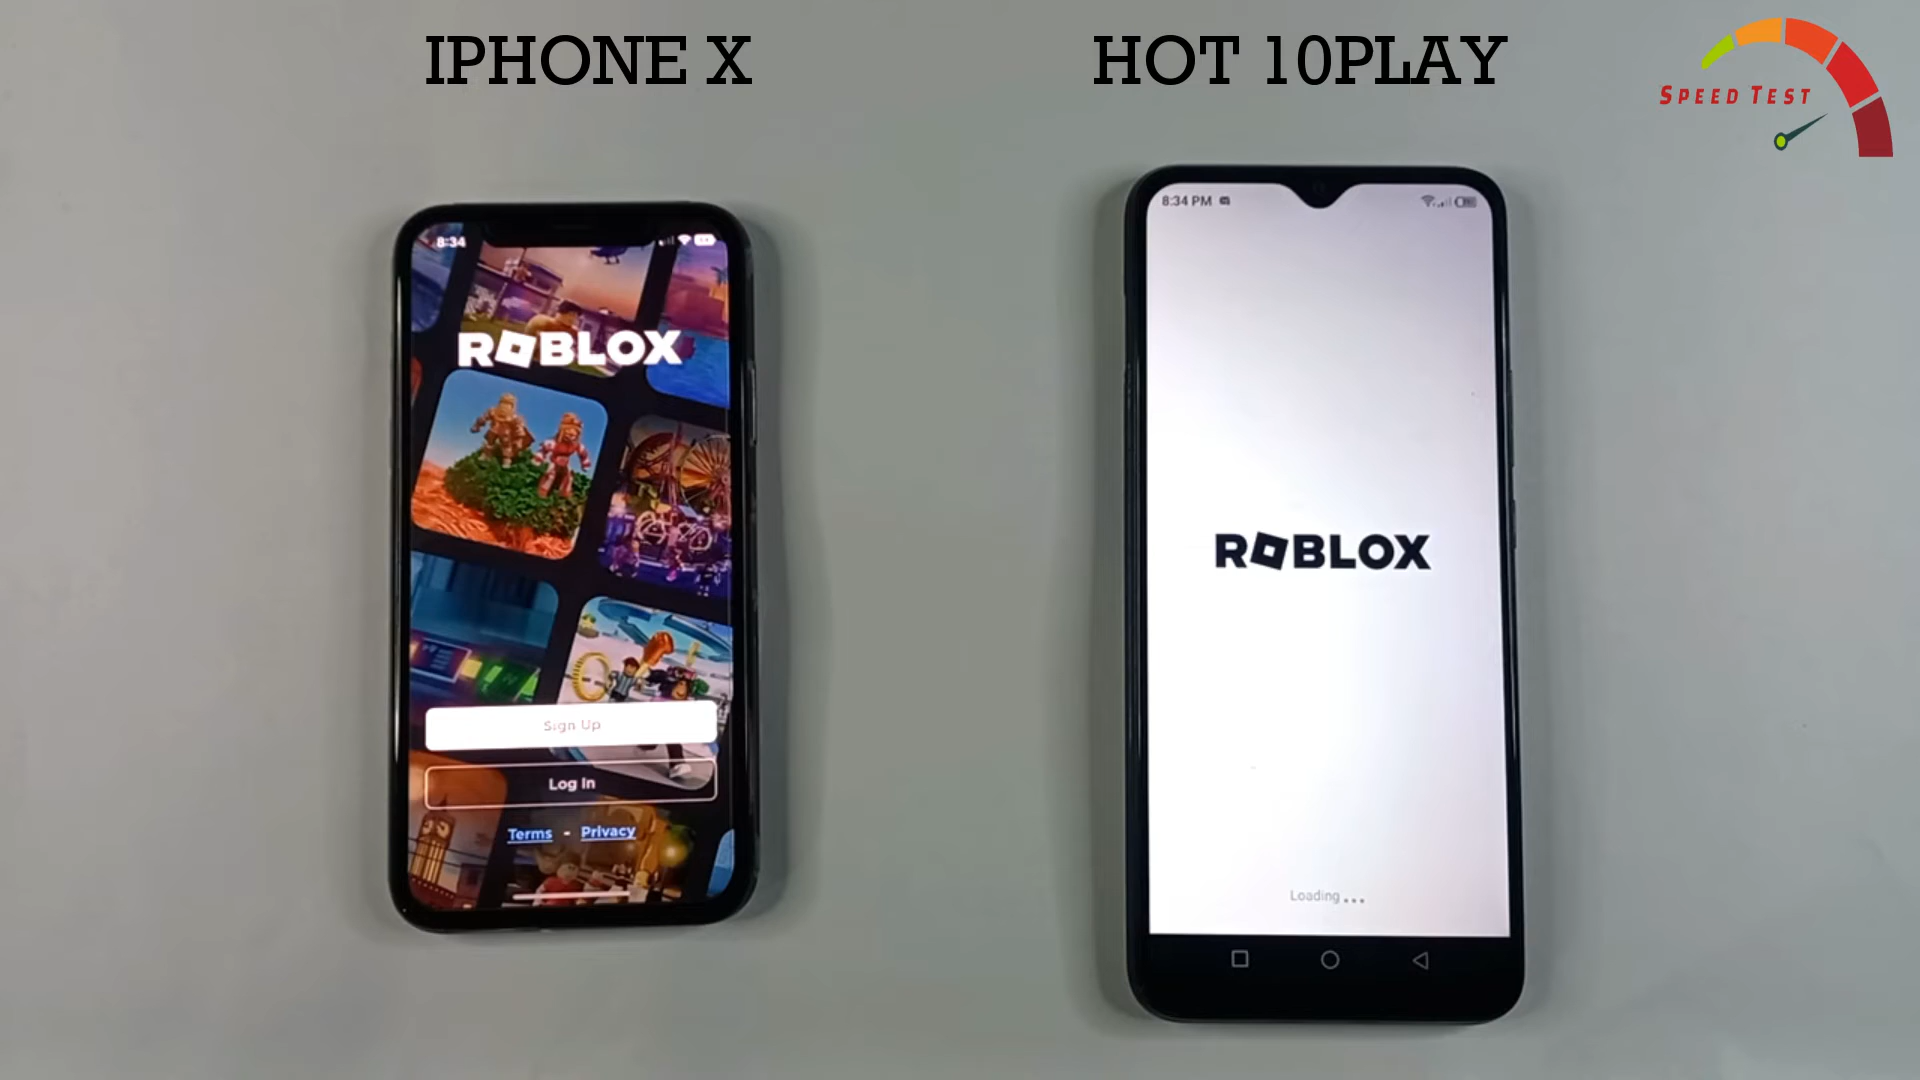 IPHONE X
HOT 10PLAY
SPEED TEST
8:34
ROBLOX
Sign Up
Log In
Terms - Privacy
8:34 PM
ROBLOX
Loading...